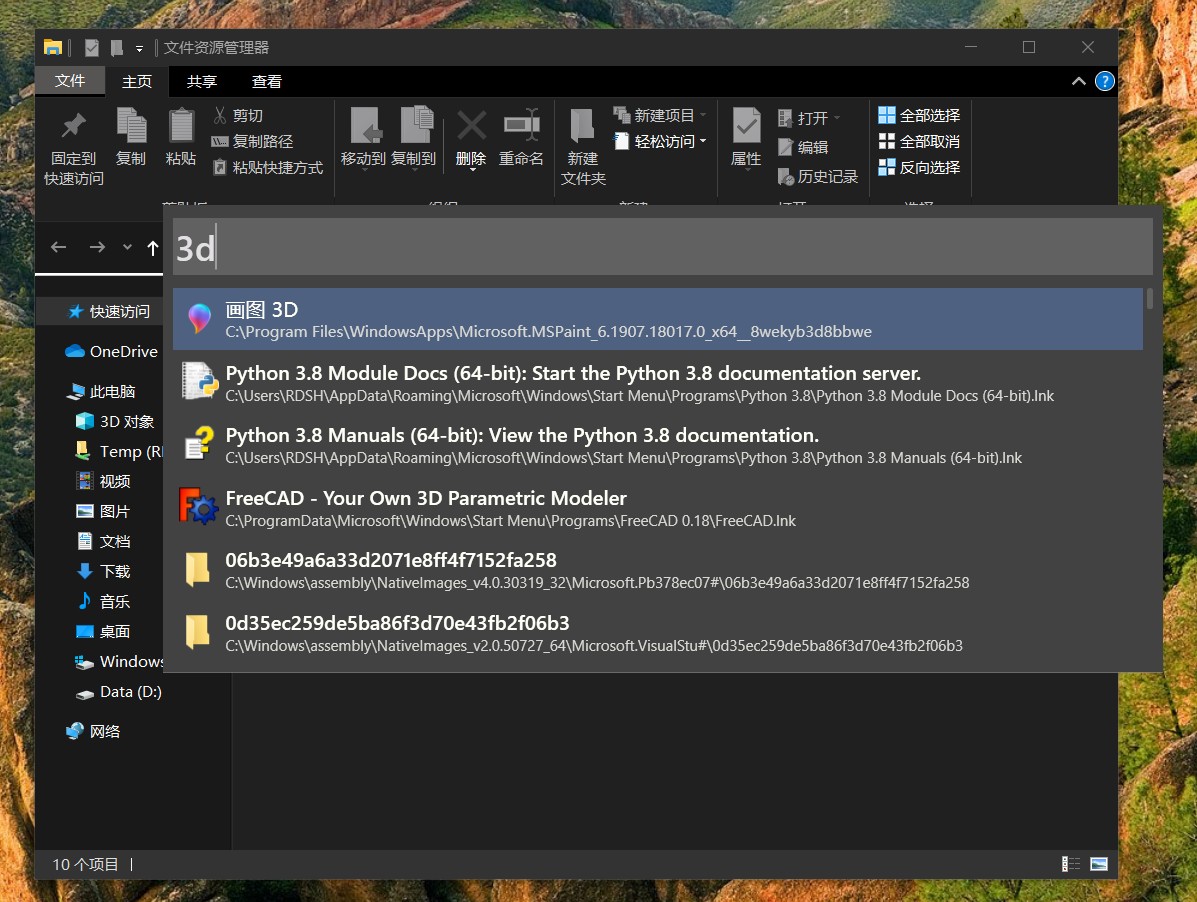 文件资源管理器
文件 主页 共享 查看
固定到
快速访问
复制
粘贴
剪切
复制路径
粘贴快捷方式
移动到
复制到
删除
重命名
新建
文件夹
新建项目
轻松访问
属性
打开
编辑
历史记录
全部选择
全部取消
反向选择
3d
画图 3D
C:\Program Files\WindowsApps\Microsoft.MSPaint_6.1907.18017.0_x64__8wekyb3d8bbwe
Python 3.8 Module Docs (64-bit): Start the Python 3.8 documentation server.
C:\Users\RDSH\AppData\Roaming\Microsoft\Windows\Start Menu\Programs\Python 3.8\Python 3.8 Module Docs (64-bit).lnk
Python 3.8 Manuals (64-bit): View the Python 3.8 documentation.
C:\Users\RDSH\AppData\Roaming\Microsoft\Windows\Start Menu\Programs\Python 3.8\Python 3.8 Manuals (64-bit).lnk
FreeCAD - Your Own 3D Parametric Modeler
C:\ProgramData\Microsoft\Windows\Start Menu\Programs\FreeCAD 0.18\FreeCAD.lnk
06b3e49a6a33d2071e8ff4f7152fa258
C:\Windows\assembly\NativeImages_v4.0.30319_32\Microsoft.Pb378ec07#\06b3e49a6a33d2071e8ff4f7152fa258
0d35ec259de5ba86f3d70e43fb2f06b3
C:\Windows\assembly\NativeImages_v2.0.50727_64\Microsoft.VisualStu#\0d35ec259de5ba86f3d70e43fb2f06b3
快速访问
OneDrive
此电脑
3D 对象
Temp (R
视频
图片
文档
下载
音乐
桌面
Windows
Data (D:)
网络
10 个项目